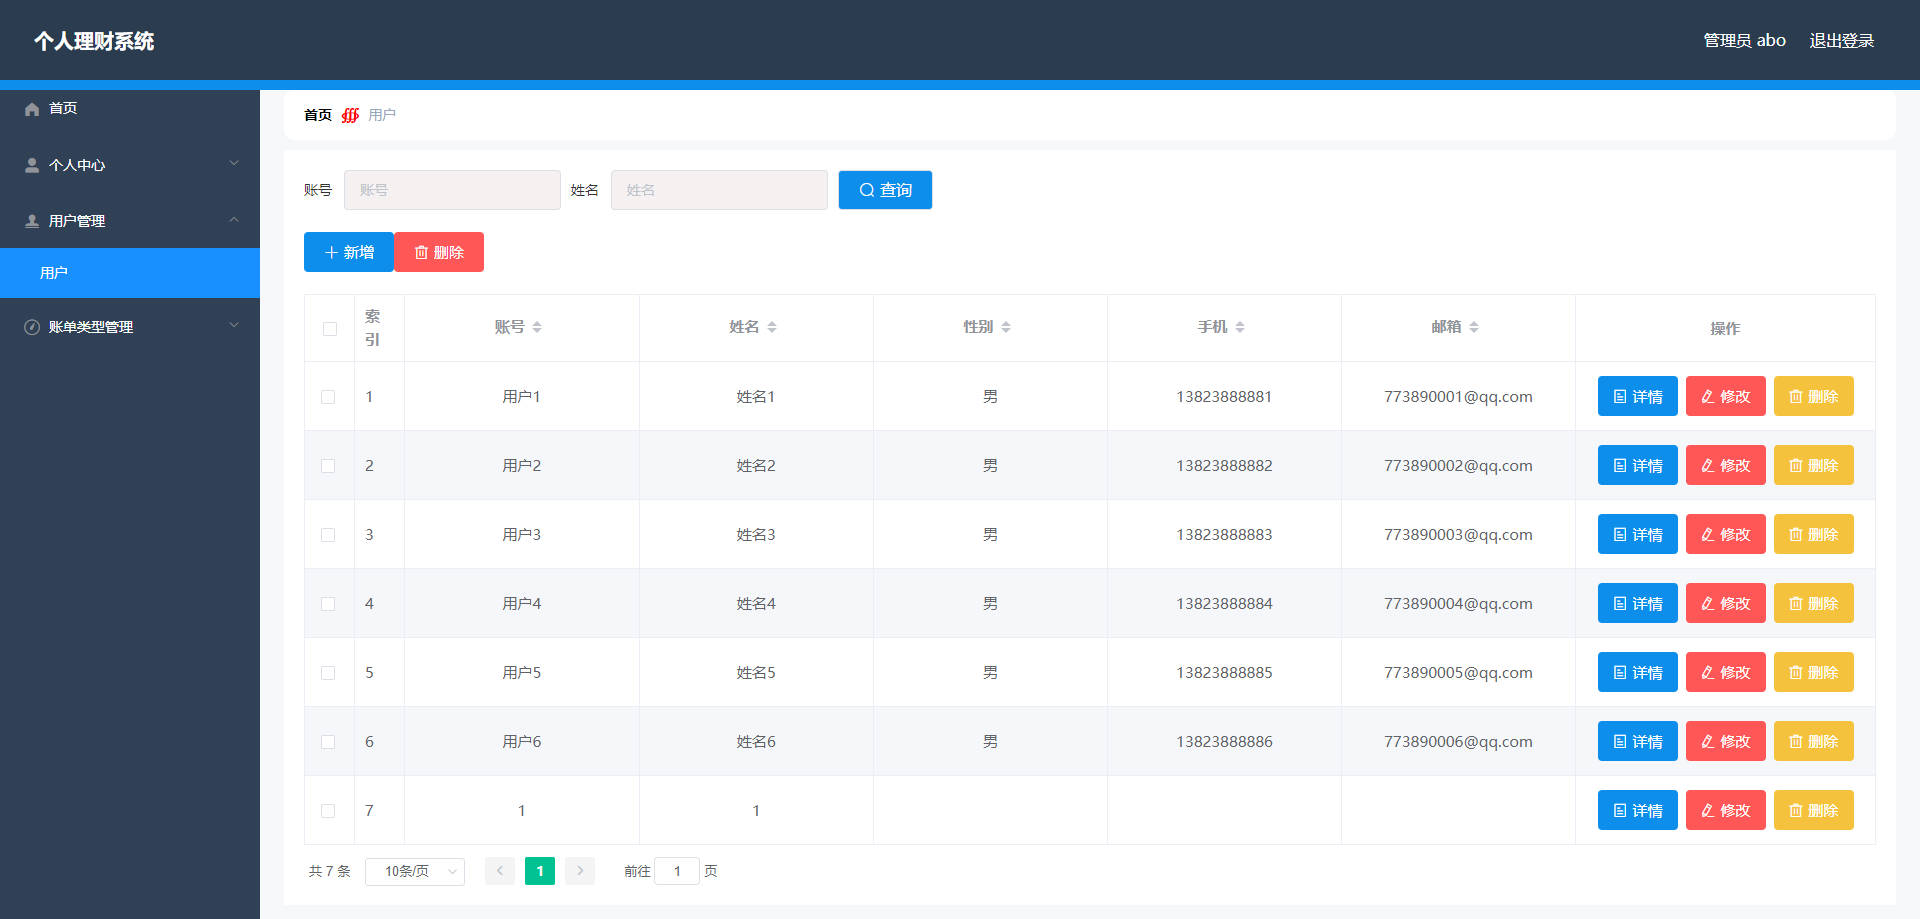 个人理财系统
管理员 abo 退出登录
首页
个人中心
用户管理
用户
账单类型管理
首页 用户
账号 账号 姓名 姓名 查询
新增 删除
索引 账号 姓名 性别 手机 邮箱 操作
1 用户1 姓名1 男 13823888881 773890001@qq.com 详情 修改 删除
2 用户2 姓名2 男 13823888882 773890002@qq.com 详情 修改 删除
3 用户3 姓名3 男 13823888883 773890003@qq.com 详情 修改 删除
4 用户4 姓名4 男 13823888884 773890004@qq.com 详情 修改 删除
5 用户5 姓名5 男 13823888885 773890005@qq.com 详情 修改 删除
6 用户6 姓名6 男 13823888886 773890006@qq.com 详情 修改 删除
7 1 1 详情 修改 删除
共 7 条 10条/页 1 前往 1 页